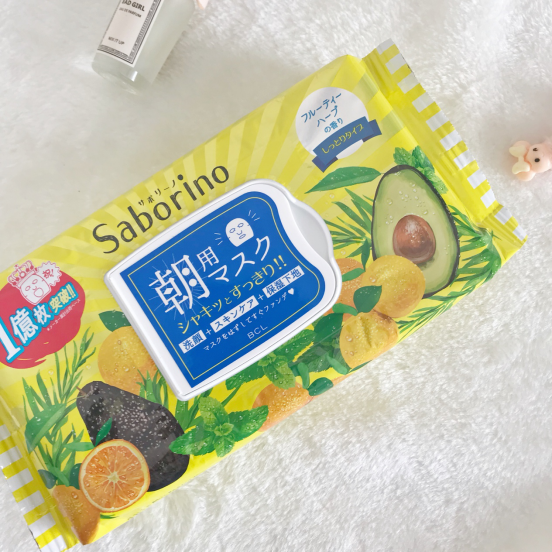 BAD GIRL
フルーティー
ハーブ
の香り
しっとりタイプ
サボリーノ
Saborino
朝用マスク
シャキッとすっきり!!
洗顔+スキンケア+保湿下地
マスクをはずしてすぐファンデ♥
BCL
祝!
1億枚突破!!